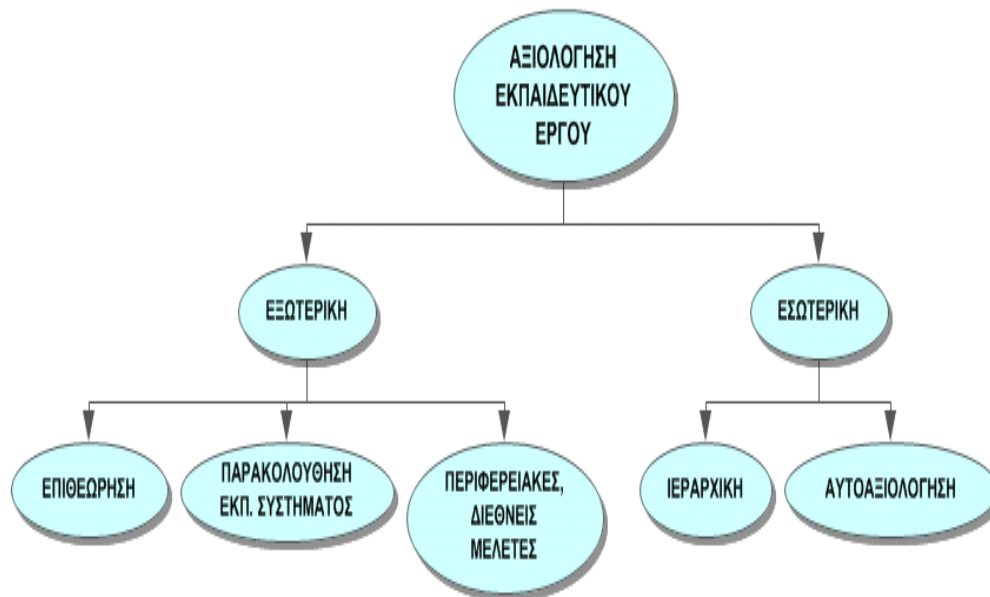 ΑΞΙΟΛΟΓΗΣΗ
ΕΚΠΑΙΔΕΥΤΙΚΟΥ
ΕΡΓΟΥ
ΕΞΩΤΕΡΙΚΗ
ΕΣΩΤΕΡΙΚΗ
ΕΠΙΘΕΩΡΗΣΗ
ΠΑΡΑΚΟΛΟΥΘΗΣΗ
ΕΚΠ. ΣΥΣΤΗΜΑΤΟΣ
ΠΕΡΙΦΕΡΕΙΑΚΕΣ,
ΔΙΕΘΝΕΙΣ
ΜΕΛΕΤΕΣ
ΙΕΡΑΡΧΙΚΗ
ΑΥΤΟΑΞΙΟΛΟΓΗΣΗ